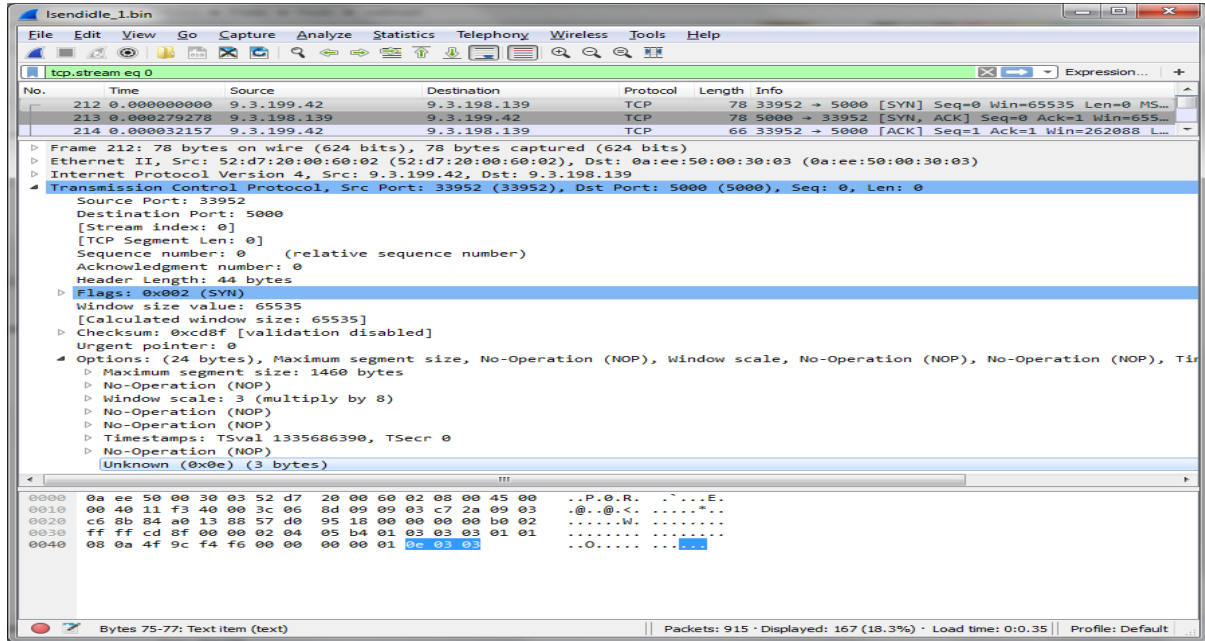 lsendidle_1.bin
File Edit View Go Capture Analyze Statistics Telephony Wireless Tools Help
tcp.stream eq 0 Expression... +
No. Time Source Destination Protocol Length Info
212 0.000000000 9.3.199.42 9.3.198.139 TCP 78 33952 → 5000 [SYN] Seq=0 Win=65535 Len=0 MS…
213 0.000279278 9.3.198.139 9.3.199.42 TCP 78 5000 → 33952 [SYN, ACK] Seq=0 Ack=1 Win=655…
214 0.000032157 9.3.199.42 9.3.198.139 TCP 66 33952 → 5000 [ACK] Seq=1 Ack=1 Win=262088 L…
Frame 212: 78 bytes on wire (624 bits), 78 bytes captured (624 bits)
Ethernet II, Src: 52:d7:20:00:60:02 (52:d7:20:00:60:02), Dst: 0a:ee:50:00:30:03 (0a:ee:50:00:30:03)
Internet Protocol Version 4, Src: 9.3.199.42, Dst: 9.3.198.139
Transmission Control Protocol, Src Port: 33952 (33952), Dst Port: 5000 (5000), Seq: 0, Len: 0
Source Port: 33952
Destination Port: 5000
[Stream index: 0]
[TCP Segment Len: 0]
Sequence number: 0 (relative sequence number)
Acknowledgment number: 0
Header Length: 44 bytes
Flags: 0x002 (SYN)
Window size value: 65535
[Calculated window size: 65535]
Checksum: 0xcd8f [validation disabled]
Urgent pointer: 0
Options: (24 bytes), Maximum segment size, No-Operation (NOP), Window scale, No-Operation (NOP), No-Operation (NOP), Tim
Maximum segment size: 1460 bytes
No-Operation (NOP)
Window scale: 3 (multiply by 8)
No-Operation (NOP)
No-Operation (NOP)
Timestamps: TSval 1335686390, TSecr 0
No-Operation (NOP)
Unknown (0x0e) (3 bytes)
0000 0a ee 50 00 30 03 52 d7 20 00 60 02 08 00 45 00 ..P.0.R. .`...E.
0010 00 40 11 f3 40 00 3c 06 8d 09 09 03 c7 2a 09 03 .@..@.<. .....*..
0020 c6 8b 84 a0 13 88 57 d0 95 18 00 00 00 00 b0 02 ......W. ........
0030 ff ff cd 8f 00 00 02 04 05 b4 01 03 03 03 01 01 ........ ........
0040 08 0a 4f 9c f4 f6 00 00 00 00 01 0e 03 03 ..O..... ......
Bytes 75-77: Text item (text) Packets: 915 · Displayed: 167 (18.3%) · Load time: 0:0.35 Profile: Default